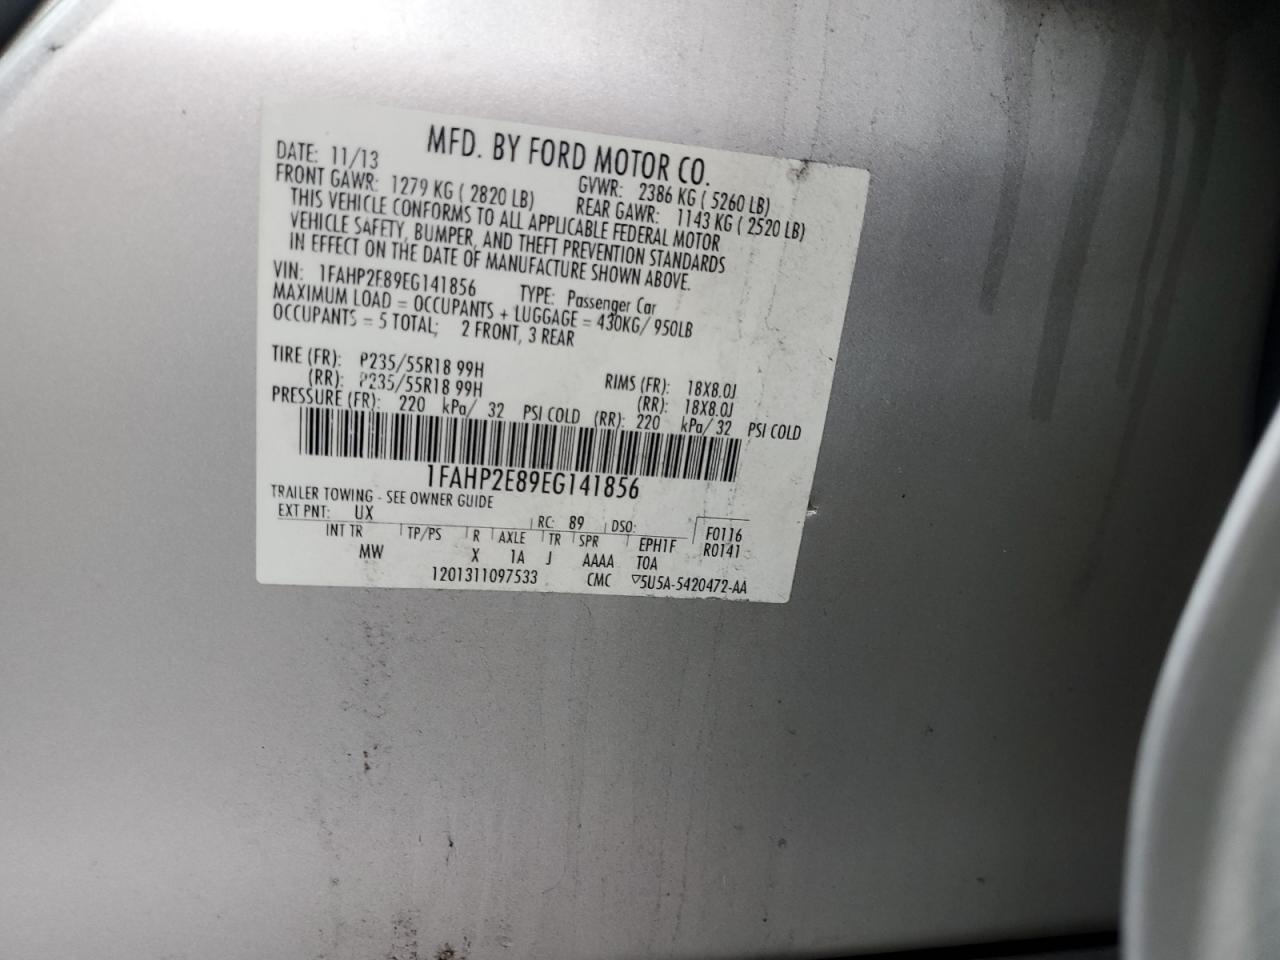 MFD. BY FORD MOTOR CO.
DATE: 11/13 GVWR: 2386 KG ( 5260 LB)
FRONT GAWR: 1279 KG ( 2820 LB) REAR GAWR: 1143 KG ( 2520 LB)
THIS VEHICLE CONFORMS TO ALL APPLICABLE FEDERAL MOTOR
VEHICLE SAFETY, BUMPER, AND THEFT PREVENTION STANDARDS
IN EFFECT ON THE DATE OF MANUFACTURE SHOWN ABOVE.
VIN: 1FAHP2E89EG141856 TYPE: Passenger Car
MAXIMUM LOAD = OCCUPANTS + LUGGAGE = 430KG/ 950LB
OCCUPANTS = 5 TOTAL; 2 FRONT, 3 REAR
TIRE (FR): P235/55R18 99H RIMS (FR): 18X8.0J
(RR): P235/55R18 99H (RR): 18X8.0J
PRESSURE (FR): 220 kPa/ 32 PSI COLD (RR): 220 kPa/ 32 PSI COLD
1FAHP2E89EG141856
TRAILER TOWING - SEE OWNER GUIDE
EXT PNT: UX RC: 89 DSO: F0116
INT TR TP/PS R AXLE TR SPR EPH1F R0141
MW X 1A J AAAA TOA
1201311097533 CMC ▽5U5A-5420472-AA